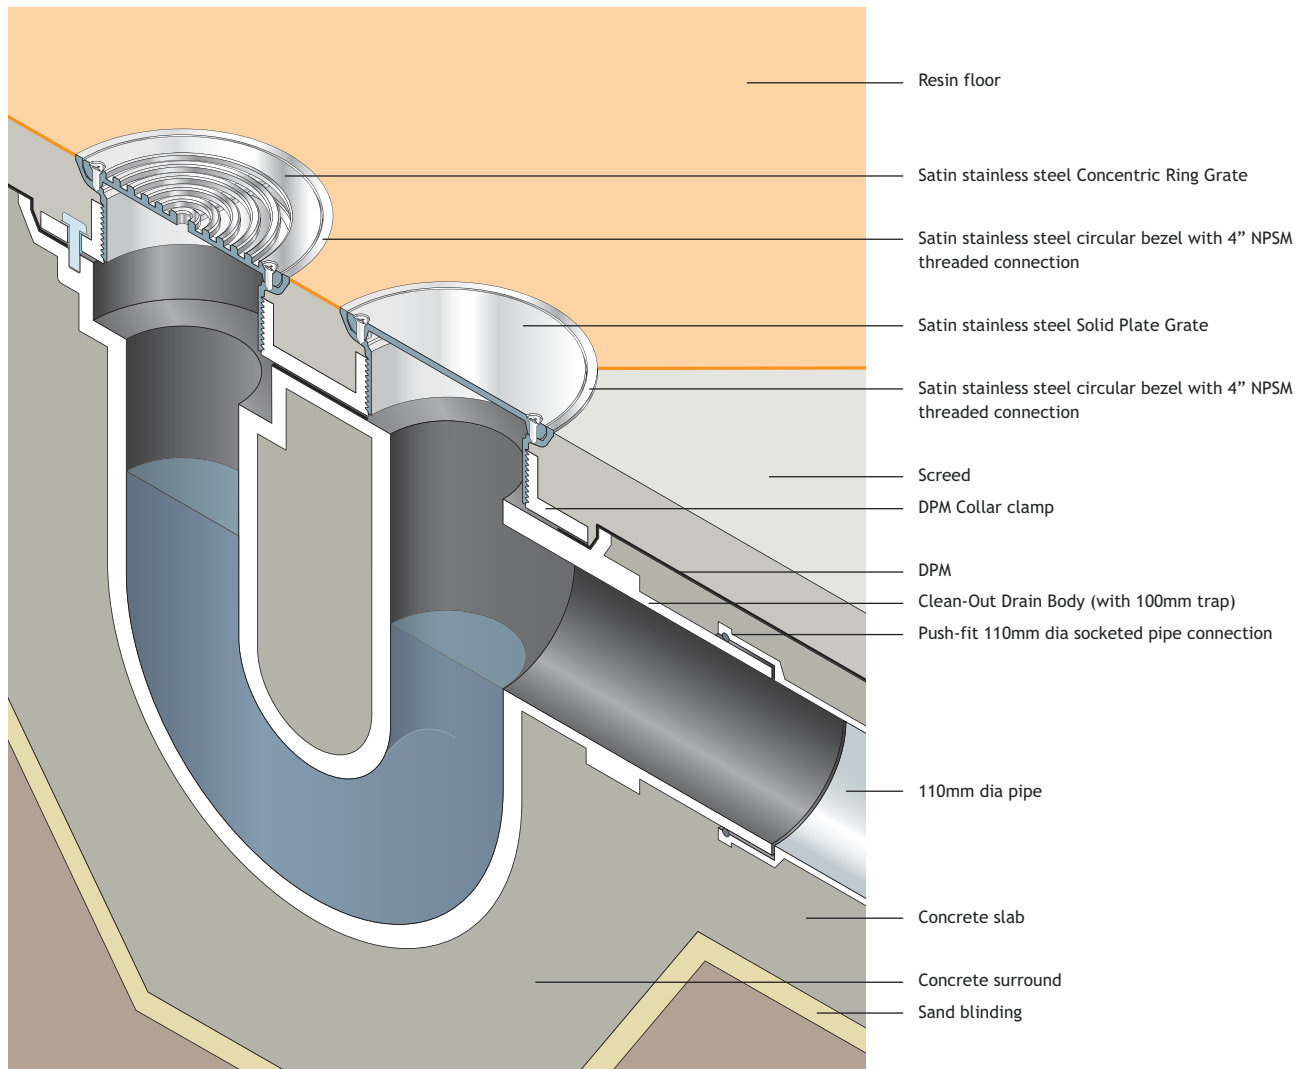 Resin floor
Satin stainless steel Concentric Ring Grate
Satin stainless steel circular bezel with 4” NPSM
threaded connection
Satin stainless steel Solid Plate Grate
Satin stainless steel circular bezel with 4” NPSM
threaded connection
Screed
DPM Collar clamp
DPM
Clean-Out Drain Body (with 100mm trap)
Push-fit 110mm dia socketed pipe connection
110mm dia pipe
Concrete slab
Concrete surround
Sand blinding